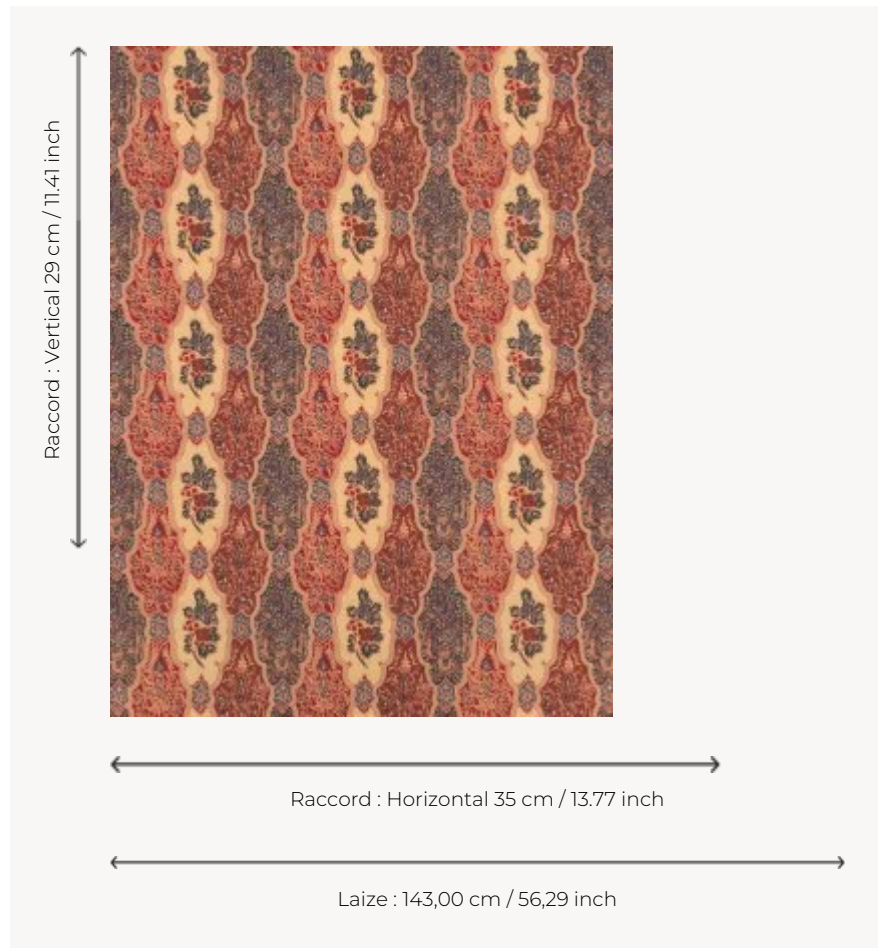 Raccord : Vertical 29 cm / 11.41 inch
Raccord : Horizontal 35 cm / 13.77 inch
Laize : 143,00 cm / 56,29 inch